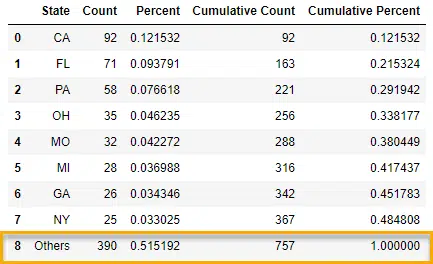 State Count Percent Cumulative Count Cumulative Percent
0 CA 92 0.121532 92 0.121532
1 FL 71 0.093791 163 0.215324
2 PA 58 0.076618 221 0.291942
3 OH 35 0.046235 256 0.338177
4 MO 32 0.042272 288 0.380449
5 MI 28 0.036988 316 0.417437
6 GA 26 0.034346 342 0.451783
7 NY 25 0.033025 367 0.484808
8 Others 390 0.515192 757 1.000000